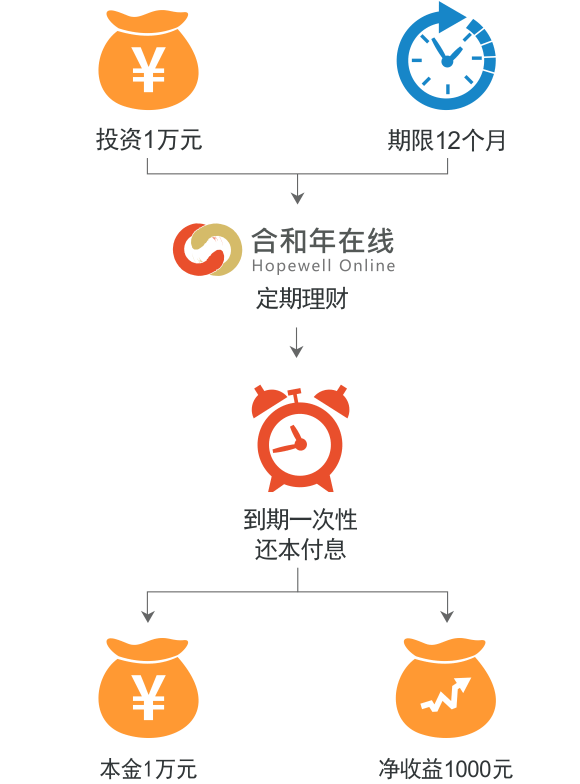 ¥
投资1万元
期限12个月
合和年在线
Hopewell Online
定期理财
到期一次性
还本付息
¥
本金1万元
净收益1000元